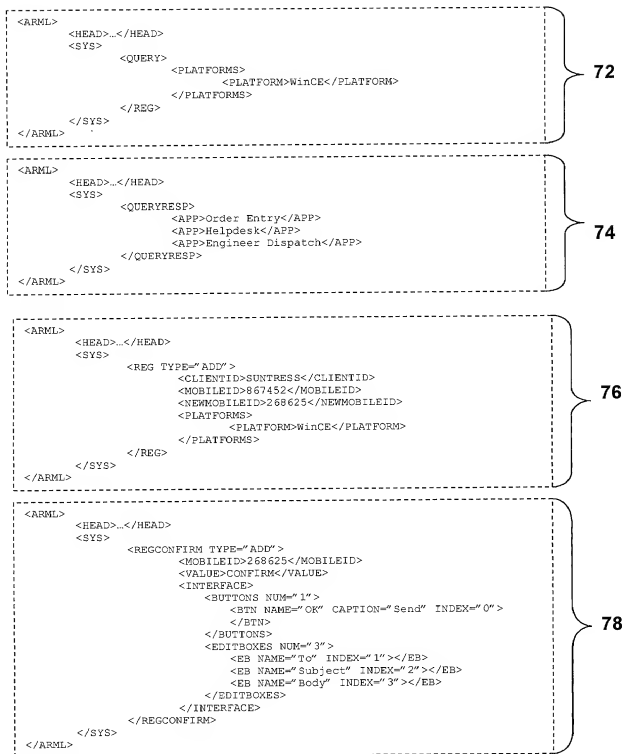 <ARML>
<HEAD>…</HEAD>
<SYS>
<QUERY>
<PLATFORMS>
<PLATFORM>WinCE</PLATFORM>
</PLATFORMS>
</REG>
</SYS>
</ARML>
72
<ARML>
<HEAD>…</HEAD>
<SYS>
<QUERYRESP>
<APP>Order Entry</APP>
<APP>Helpdesk</APP>
<APP>Engineer Dispatch</APP>
</QUERYRESP>
</SYS>
</ARML>
74
<ARML>
<HEAD>…</HEAD>
<SYS>
<REG TYPE="ADD">
<CLIENTID>SUNTRESS</CLIENTID>
<MOBILEID>867452</MOBILEID>
<NEWMOBILEID>268625</NEWMOBILEID>
<PLATFORMS>
<PLATFORM>WinCE</PLATFORM>
</PLATFORMS>
</REG>
</SYS>
</ARML>
76
<ARML>
<HEAD>…</HEAD>
<SYS>
<REGCONFIRM TYPE="ADD">
<MOBILEID>268625</MOBILEID>
<VALUE>CONFIRM</VALUE>
<INTERFACE>
<BUTTONS NUM="1">
<BTN NAME="OK" CAPTION="Send" INDEX="0">
</BTN>
</BUTTONS>
<EDITBOXES NUM="3">
<EB NAME="To" INDEX="1"></EB>
<EB NAME="Subject" INDEX="2"></EB>
<EB NAME="Body" INDEX="3"></EB>
</EDITBOXES>
</INTERFACE>
</REGCONFIRM>
</SYS>
</ARML>
78